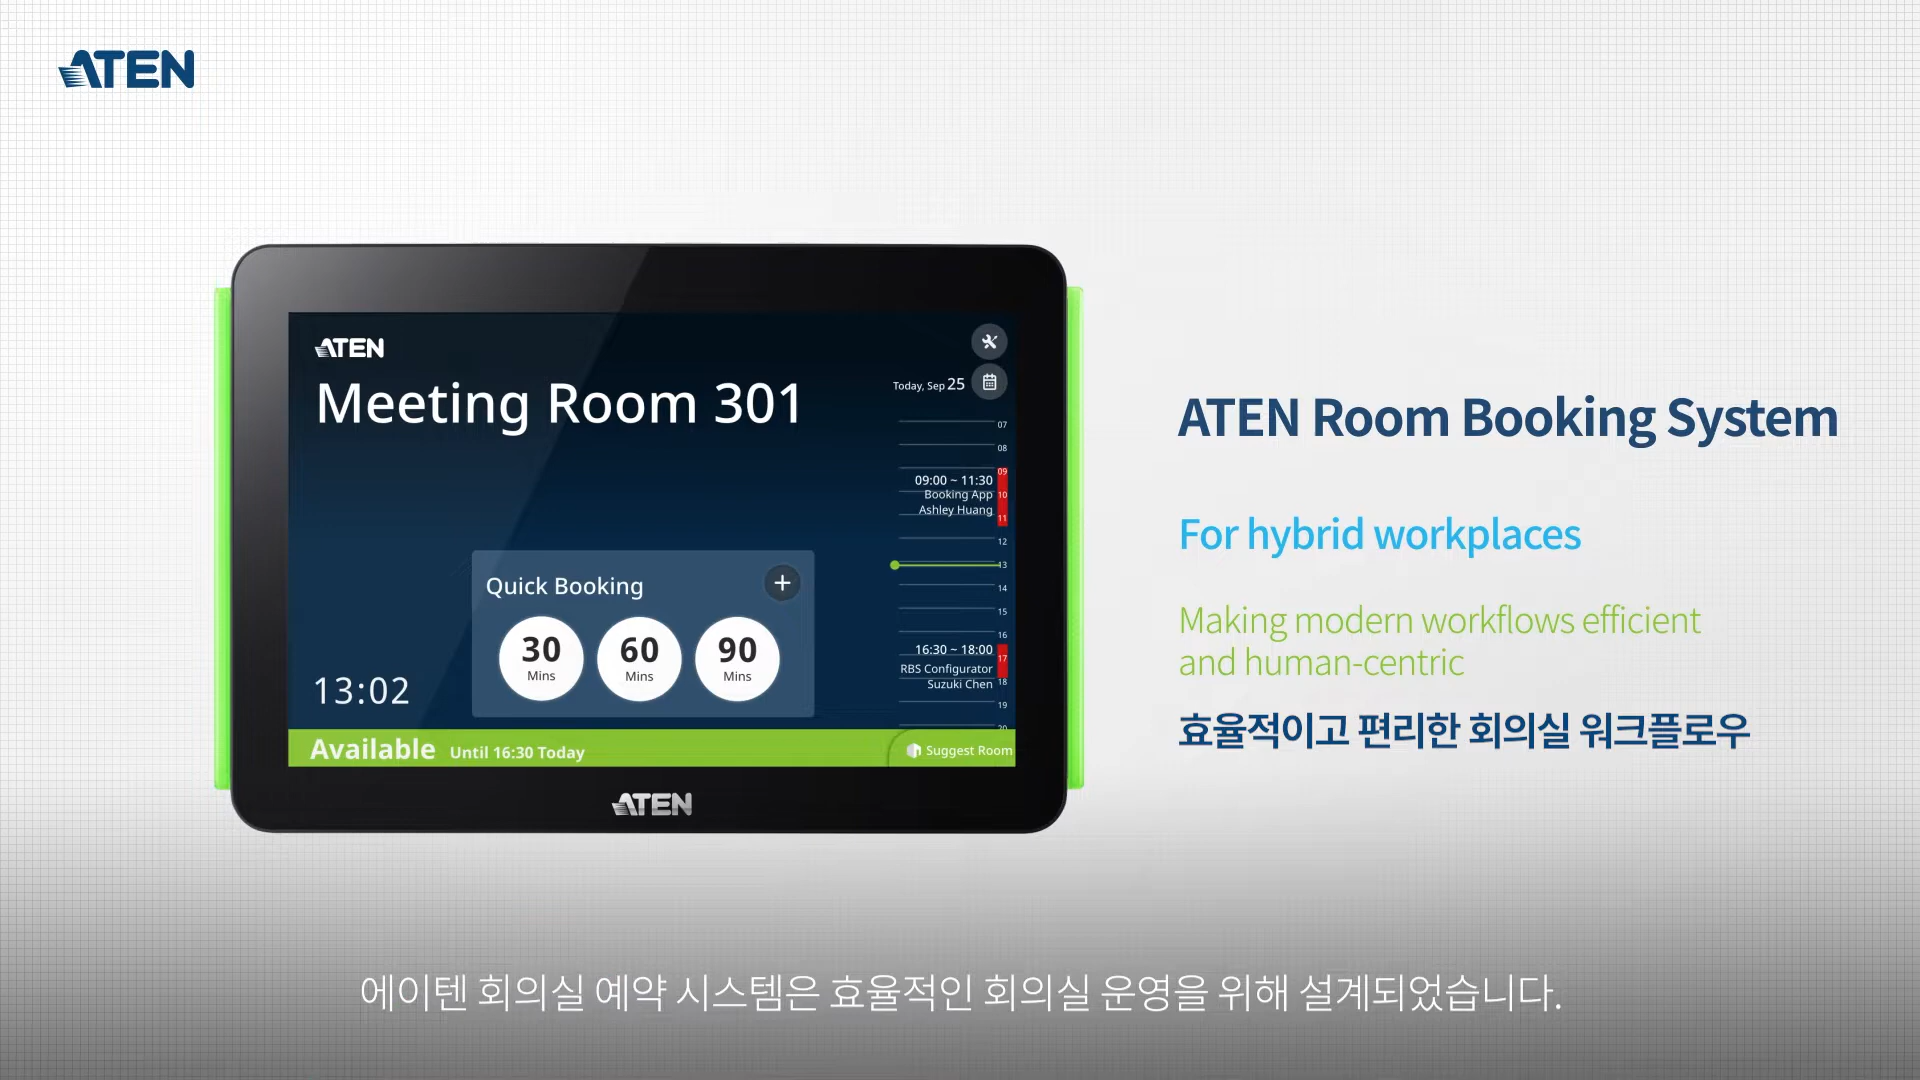 ATEN
ATEN
Meeting Room 301
Today, Sep 25
07
08
09
09:00 ~ 11:30
Booking App
10
Ashley Huang
11
12
13
14
15
16
16:30 ~ 18:00
17
RBS Configurator
Suzuki Chen
18
19
Quick Booking
+
30
Mins
60
Mins
90
Mins
13:02
Available Until 16:30 Today
Suggest Room
ATEN
ATEN Room Booking System
For hybrid workplaces
Making modern workflows efficient
and human-centric
효율적이고 편리한 회의실 워크플로우
에이텐 회의실 예약 시스템은 효율적인 회의실 운영을 위해 설계되었습니다.